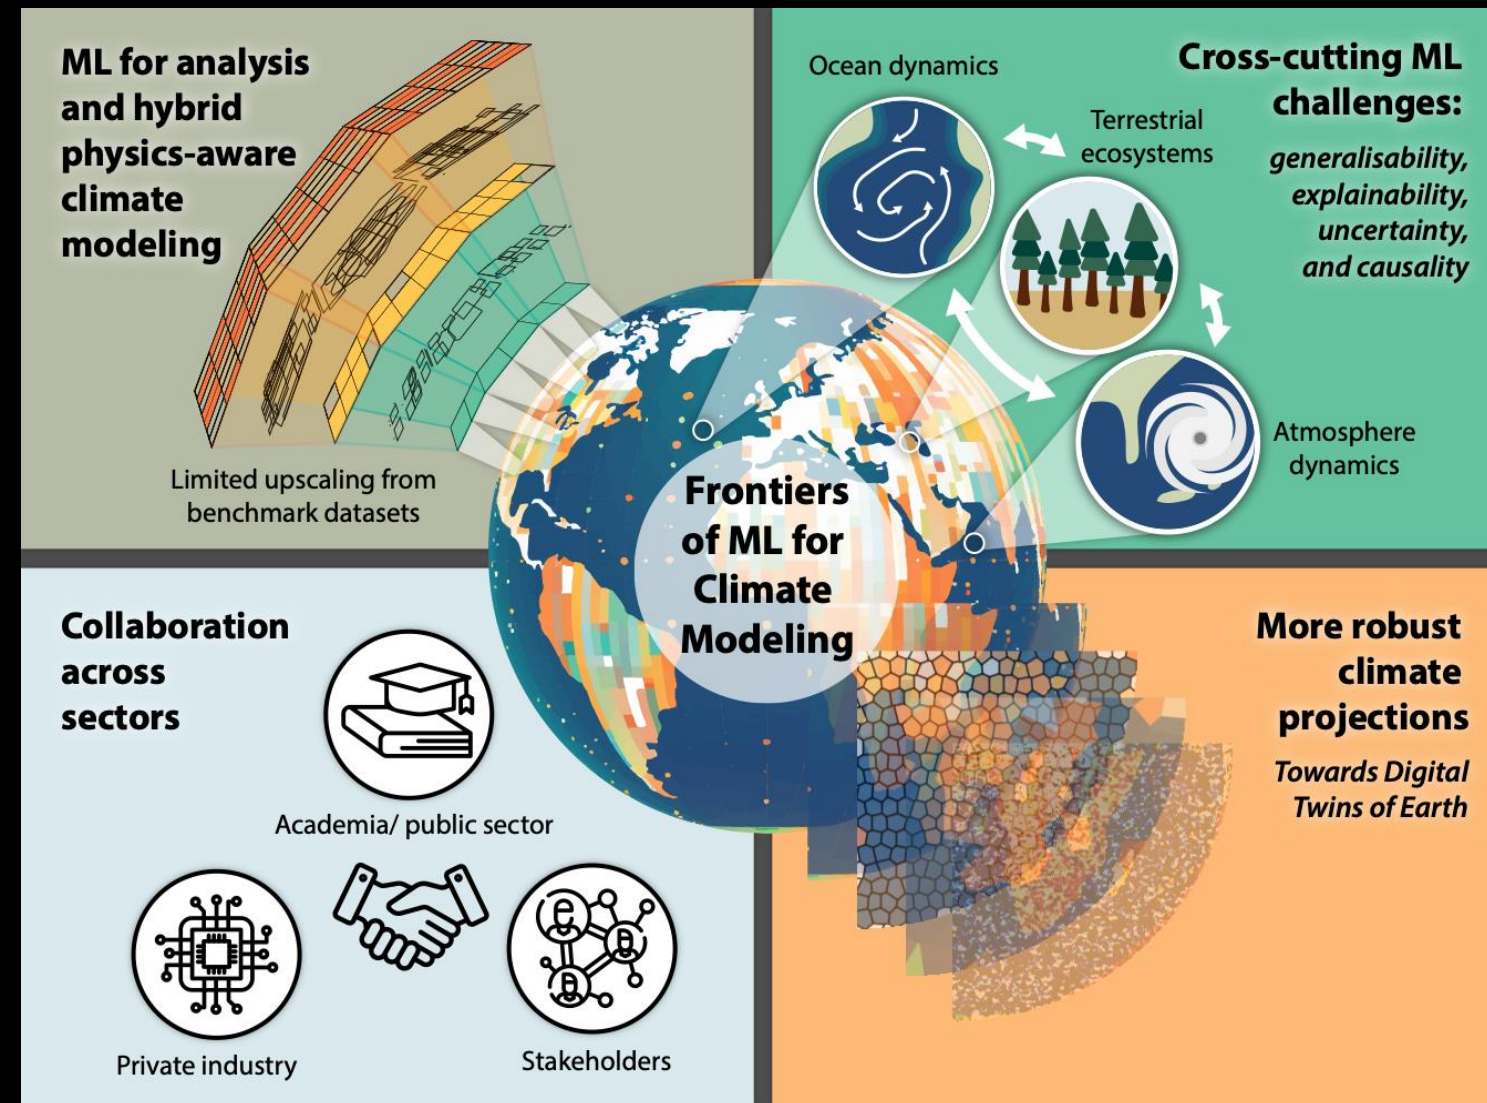 ML for analysis
and hybrid
physics-aware
climate
modeling
Limited upscaling from
benchmark datasets
Ocean dynamics
Terrestrial
ecosystems
Atmosphere
dynamics
Cross-cutting ML
challenges:
generalisability,
explainability,
uncertainty,
and causality
Frontiers
of ML for
Climate
Modeling
Collaboration
across
sectors
Academia/ public sector
Private industry
Stakeholders
More robust
climate
projections
Towards Digital
Twins of Earth